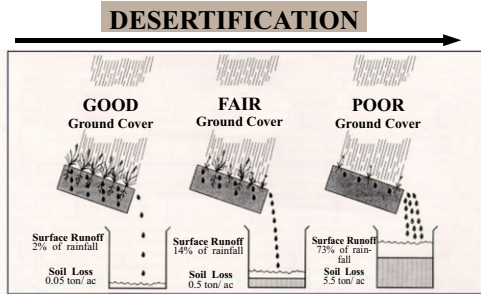 DESERTIFICATION
GOOD
Ground Cover
FAIR
Ground Cover
POOR
Ground Cover
Surface Runoff
2% of rainfall
Soil Loss
0.05 ton/ ac
Surface Runoff
14% of rainfall
Soil Loss
0.5 ton/ ac
Surface Runoff
73% of rain-
fall
Soil Loss
5.5 ton/ ac